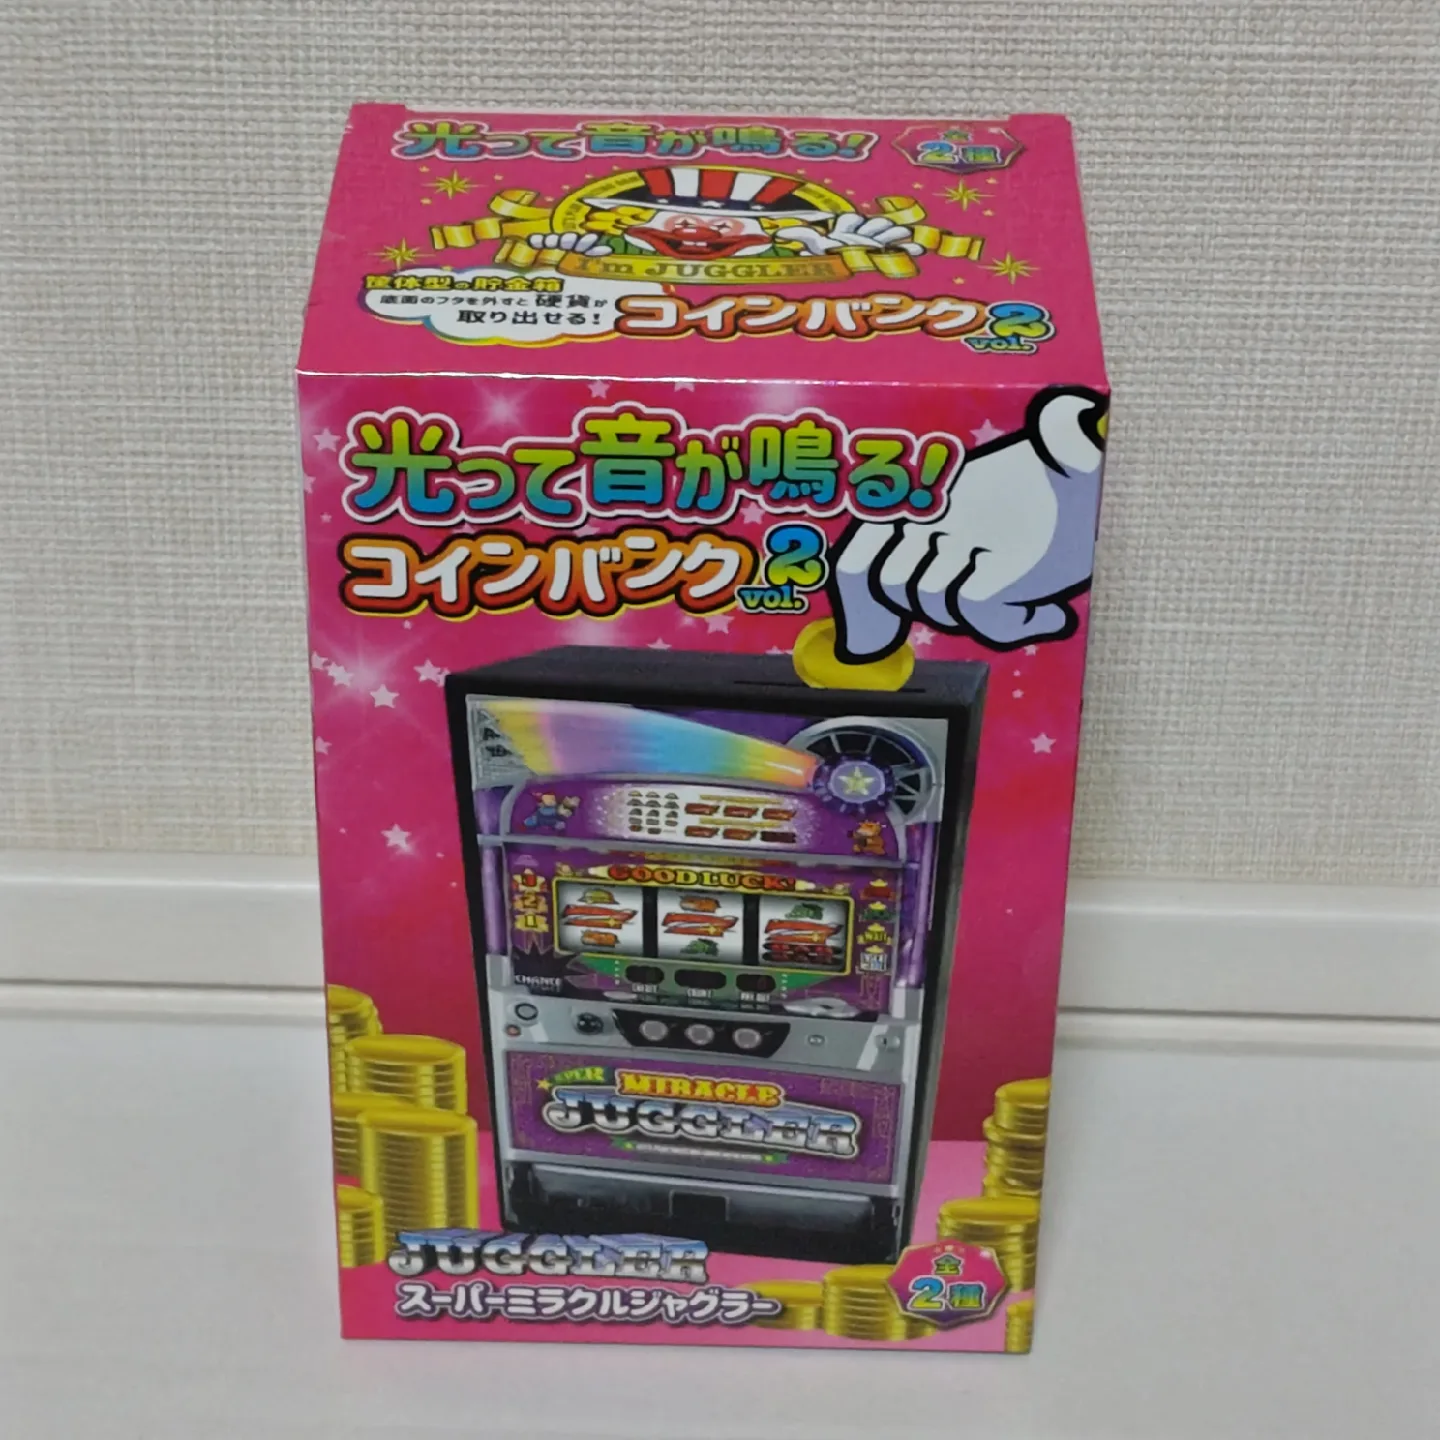 光って音が鳴る!
全2種
I'm JUGGLER
筐体型の貯金箱
底面のフタを外すと硬貨が
取り出せる!
コインバンク vol.2
光って音が鳴る!
コインバンク vol.2
GOOD LUCK!
CHANCE
SUPER MIRACLE
JUGGLER
JUGGLER
スーパーミラクルジャグラー
全2種